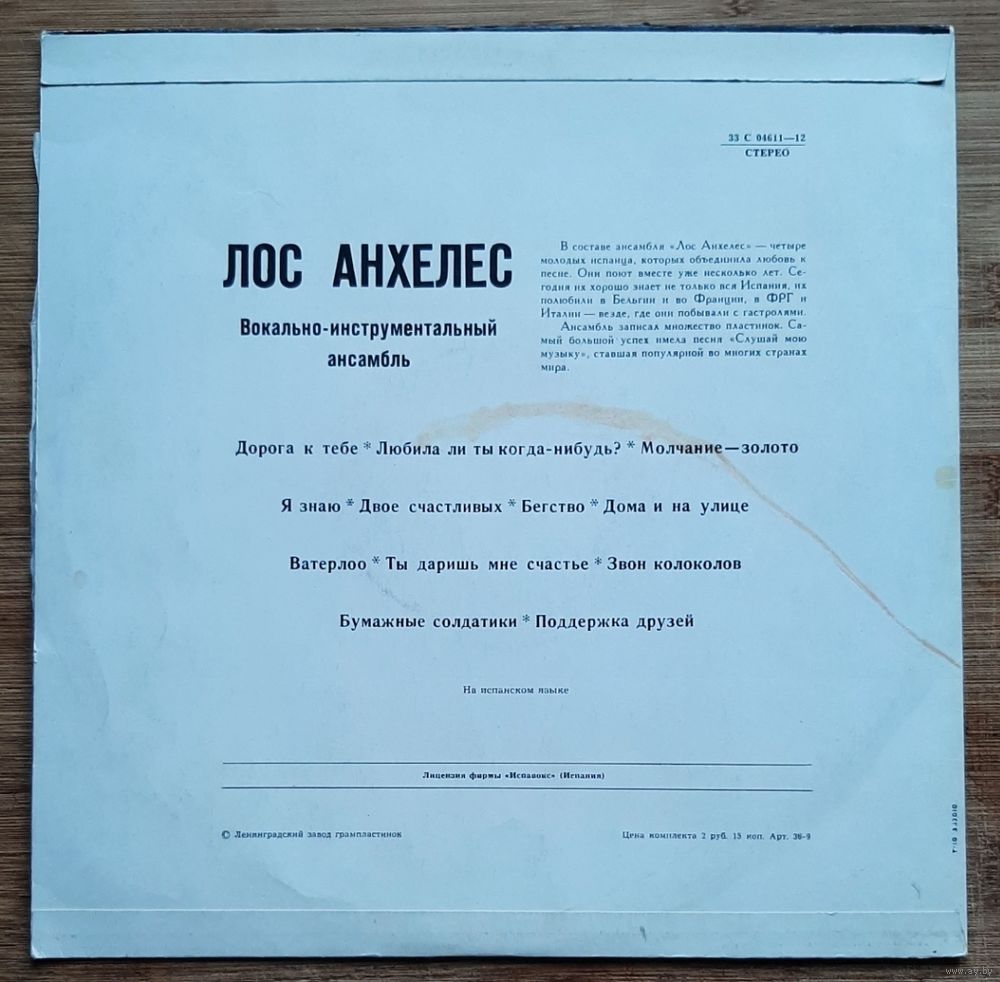 33 С 04611—12
СТЕРЕО
ЛОС АНХЕЛЕС
Вокально-инструментальный
ансамбль
В составе ансамбля «Лос Анхелес» — четыре
молодых испанца, которых объединила любовь к
песне. Они поют вместе уже несколько лет. Се-
годня их хорошо знает не только вся Испания, их
полюбили в Бельгии и во Франции, в ФРГ и
Италии — везде, где они побывали с гастролями.
Ансамбль записал множество пластинок. Са-
мый большой успех имела песня «Слушай мою
музыку», ставшая популярной во многих странах
мира.
Дорога к тебе * Любила ли ты когда-нибудь? * Молчание—золото
Я знаю * Двое счастливых * Бегство * Дома и на улице
Ватерлоо * Ты даришь мне счастье * Звон колоколов
Бумажные солдатики * Поддержка друзей
На испанском языке
Лицензия фирмы «Испавокс» (Испания)
© Ленинградский завод грампластинок
Цена комплекта 2 руб. 15 коп. Арт. 36-9
www.ay.by